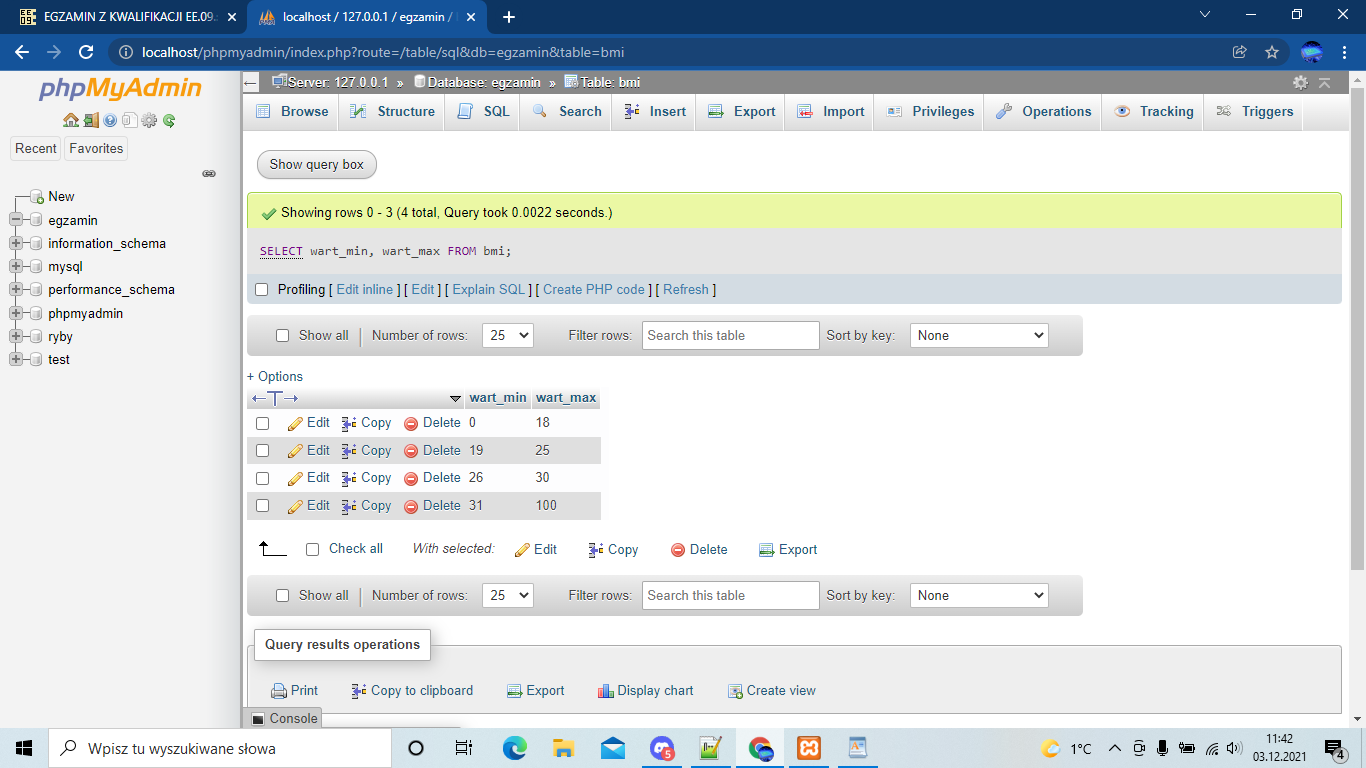 EGZAMIN Z KWALIFIKACJI EE.09
localhost / 127.0.0.1 / egzamin /
localhost/phpmyadmin/index.php?route=/table/sql&db=egzamin&table=bmi
phpMyAdmin
Recent Favorites
New
egzamin
information_schema
mysql
performance_schema
phpmyadmin
ryby
test
Server: 127.0.0.1 » Database: egzamin » Table: bmi
Browse Structure SQL Search Insert Export Import Privileges Operations Tracking Triggers
Show query box
Showing rows 0 - 3 (4 total, Query took 0.0022 seconds.)
SELECT wart_min, wart_max FROM bmi;
Profiling [ Edit inline ] [ Edit ] [ Explain SQL ] [ Create PHP code ] [ Refresh ]
Show all | Number of rows: 25 Filter rows: Search this table Sort by key: None
+ Options
←T→ wart_min wart_max
Edit Copy Delete 0 18
Edit Copy Delete 19 25
Edit Copy Delete 26 30
Edit Copy Delete 31 100
Check all With selected: Edit Copy Delete Export
Show all | Number of rows: 25 Filter rows: Search this table Sort by key: None
Query results operations
Print Copy to clipboard Export Display chart Create view
Console
Wpisz tu wyszukiwane słowa
5
1°C
11:42
03.12.2021
4